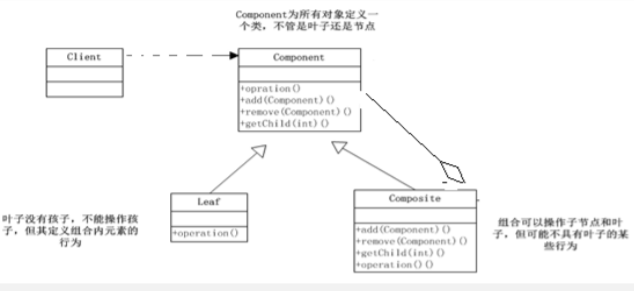 Component为所有对象定义一
个类，不管是叶子还是节点
Client
Component
+opration()
+add(Component)()
+remove(Component)()
+getChild(int)()
Leaf
+operation()
Composite
+add(Component)()
+remove(Component)()
+getChild(int)()
+operation()()
叶子没有孩子，不能操作孩
子，但其定义组合内元素的
行为
组合可以操作子节点和叶
子，但可能不具有叶子的某
些行为